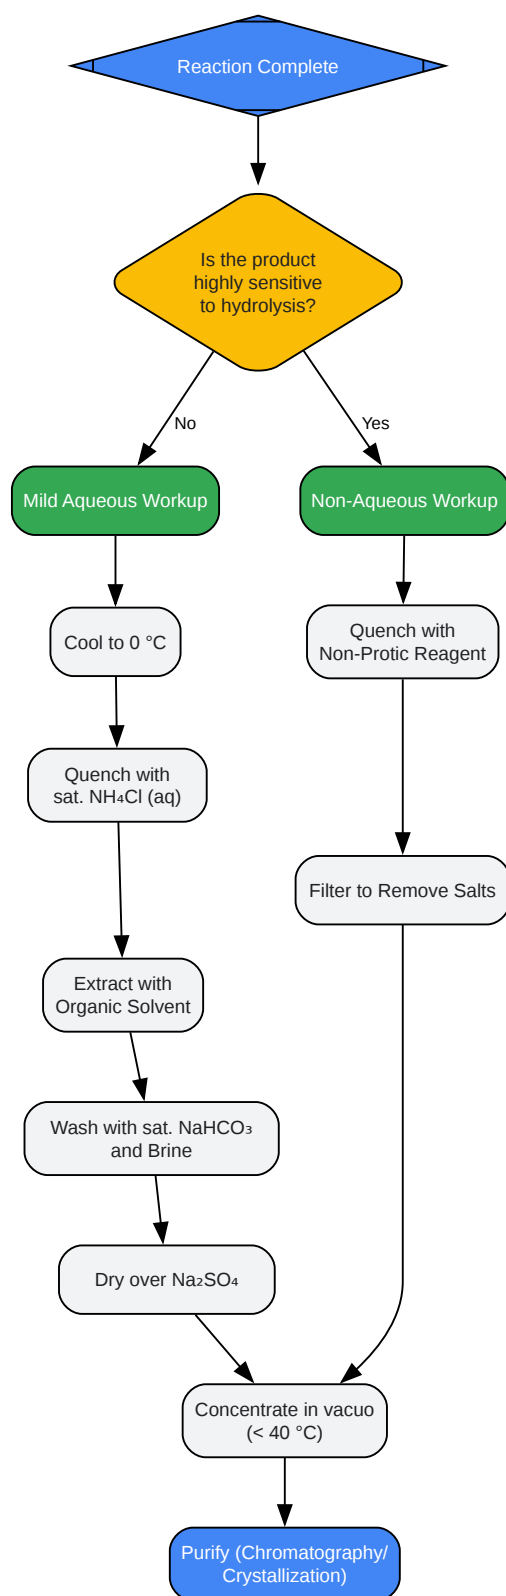 Reaction Complete
Is the product
highly sensitive
to hydrolysis?
No
Yes
Mild Aqueous Workup
Non-Aqueous Workup
Cool to 0 °C
Quench with
Non-Protic Reagent
Quench with
sat. NH₄Cl (aq)
Filter to Remove Salts
Extract with
Organic Solvent
Wash with sat. NaHCO₃
and Brine
Dry over Na₂SO₄
Concentrate in vacuo
(< 40 °C)
Purify (Chromatography/
Crystallization)